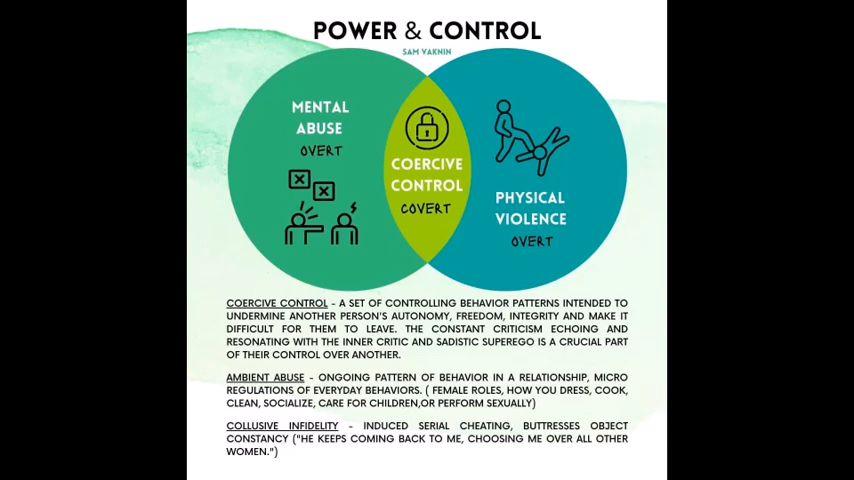 POWER & CONTROL
SAM VAKNIN
MENTAL
ABUSE
OVERT
COERCIVE
CONTROL
COVERT
PHYSICAL
VIOLENCE
OVERT
COERCIVE CONTROL - A SET OF CONTROLLING BEHAVIOR PATTERNS INTENDED TO
UNDERMINE ANOTHER PERSON'S AUTONOMY, FREEDOM, INTEGRITY AND MAKE IT
DIFFICULT FOR THEM TO LEAVE. THE CONSTANT CRITICISM ECHOING AND
RESONATING WITH THE INNER CRITIC AND SADISTIC SUPEREGO IS A CRUCIAL PART
OF THEIR CONTROL OVER ANOTHER.
AMBIENT ABUSE - ONGOING PATTERN OF BEHAVIOR IN A RELATIONSHIP, MICRO
REGULATIONS OF EVERYDAY BEHAVIORS. ( FEMALE ROLES, HOW YOU DRESS, COOK,
CLEAN, SOCIALIZE, CARE FOR CHILDREN,OR PERFORM SEXUALLY)
COLLUSIVE INFIDELITY - INDUCED SERIAL CHEATING, BUTTRESSES OBJECT
CONSTANCY ("HE KEEPS COMING BACK TO ME, CHOOSING ME OVER ALL OTHER
WOMEN.")